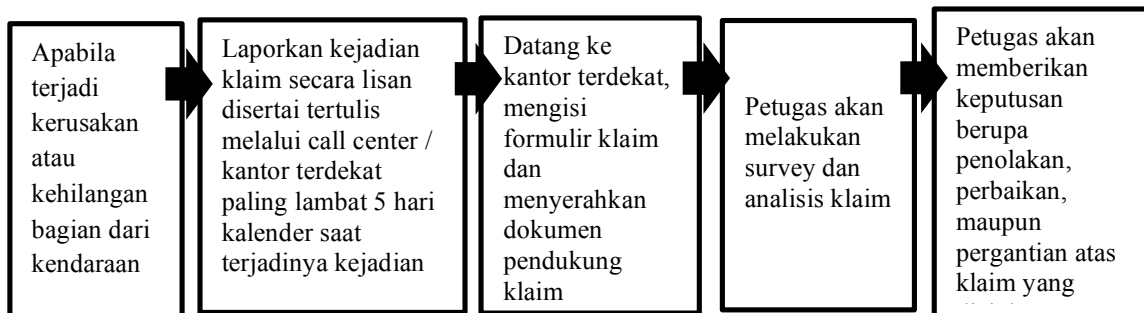 Apabila
terjadi
kerusakan
atau
kehilangan
bagian dari
kendaraan
Laporkan kejadian
klaim secara lisan
disertai tertulis
melalui call center /
kantor terdekat
paling lambat 5 hari
kalender saat
terjadinya kejadian
Datang ke
kantor terdekat,
mengisi
formulir klaim
dan
menyerahkan
dokumen
pendukung
klaim
Petugas akan
melakukan
survey dan
analisis klaim
Petugas akan
memberikan
keputusan
berupa
penolakan,
perbaikan,
maupun
pergantian atas
klaim yang